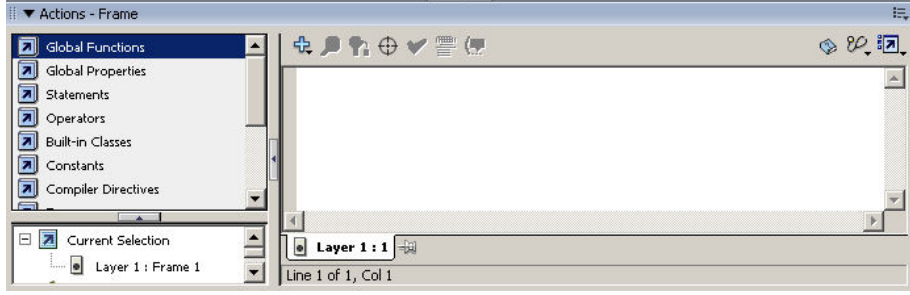 Actions - Frame
Global Functions
Global Properties
Statements
Operators
Built-in Classes
Constants
Compiler Directives
Current Selection
Layer 1 : Frame 1
Layer 1 : 1
Line 1 of 1, Col 1